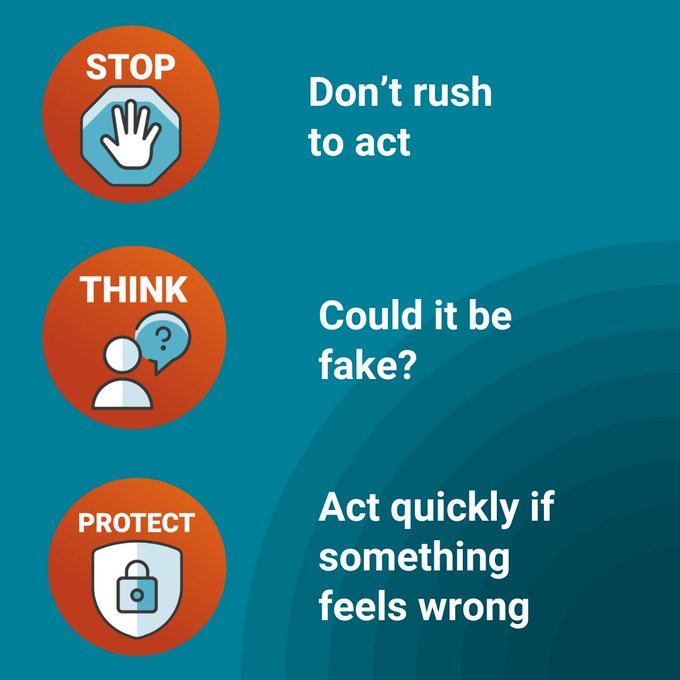 STOP
Don’t rush
to act
THINK
?
Could it be
fake?
PROTECT
Act quickly if
something
feels wrong